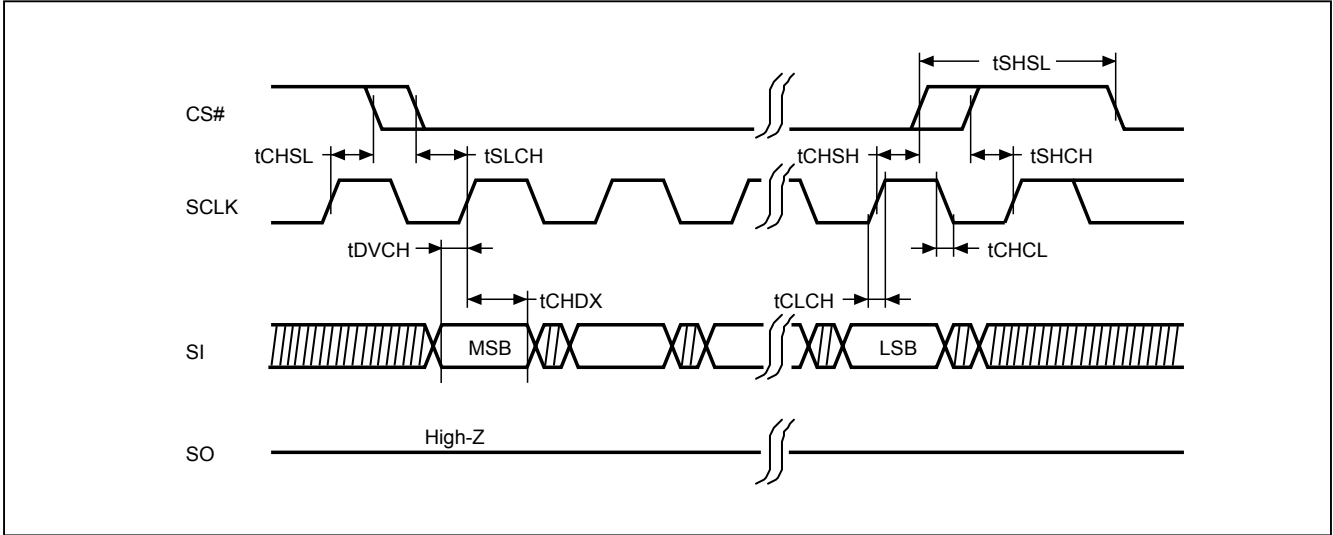 tSHSL
CS#
tCHSL
tSLCH
tCHSH
tSHCH
SCLK
tDVCH
tCHCL
tCHDX
tCLCH
SI
MSB
LSB
High-Z
SO